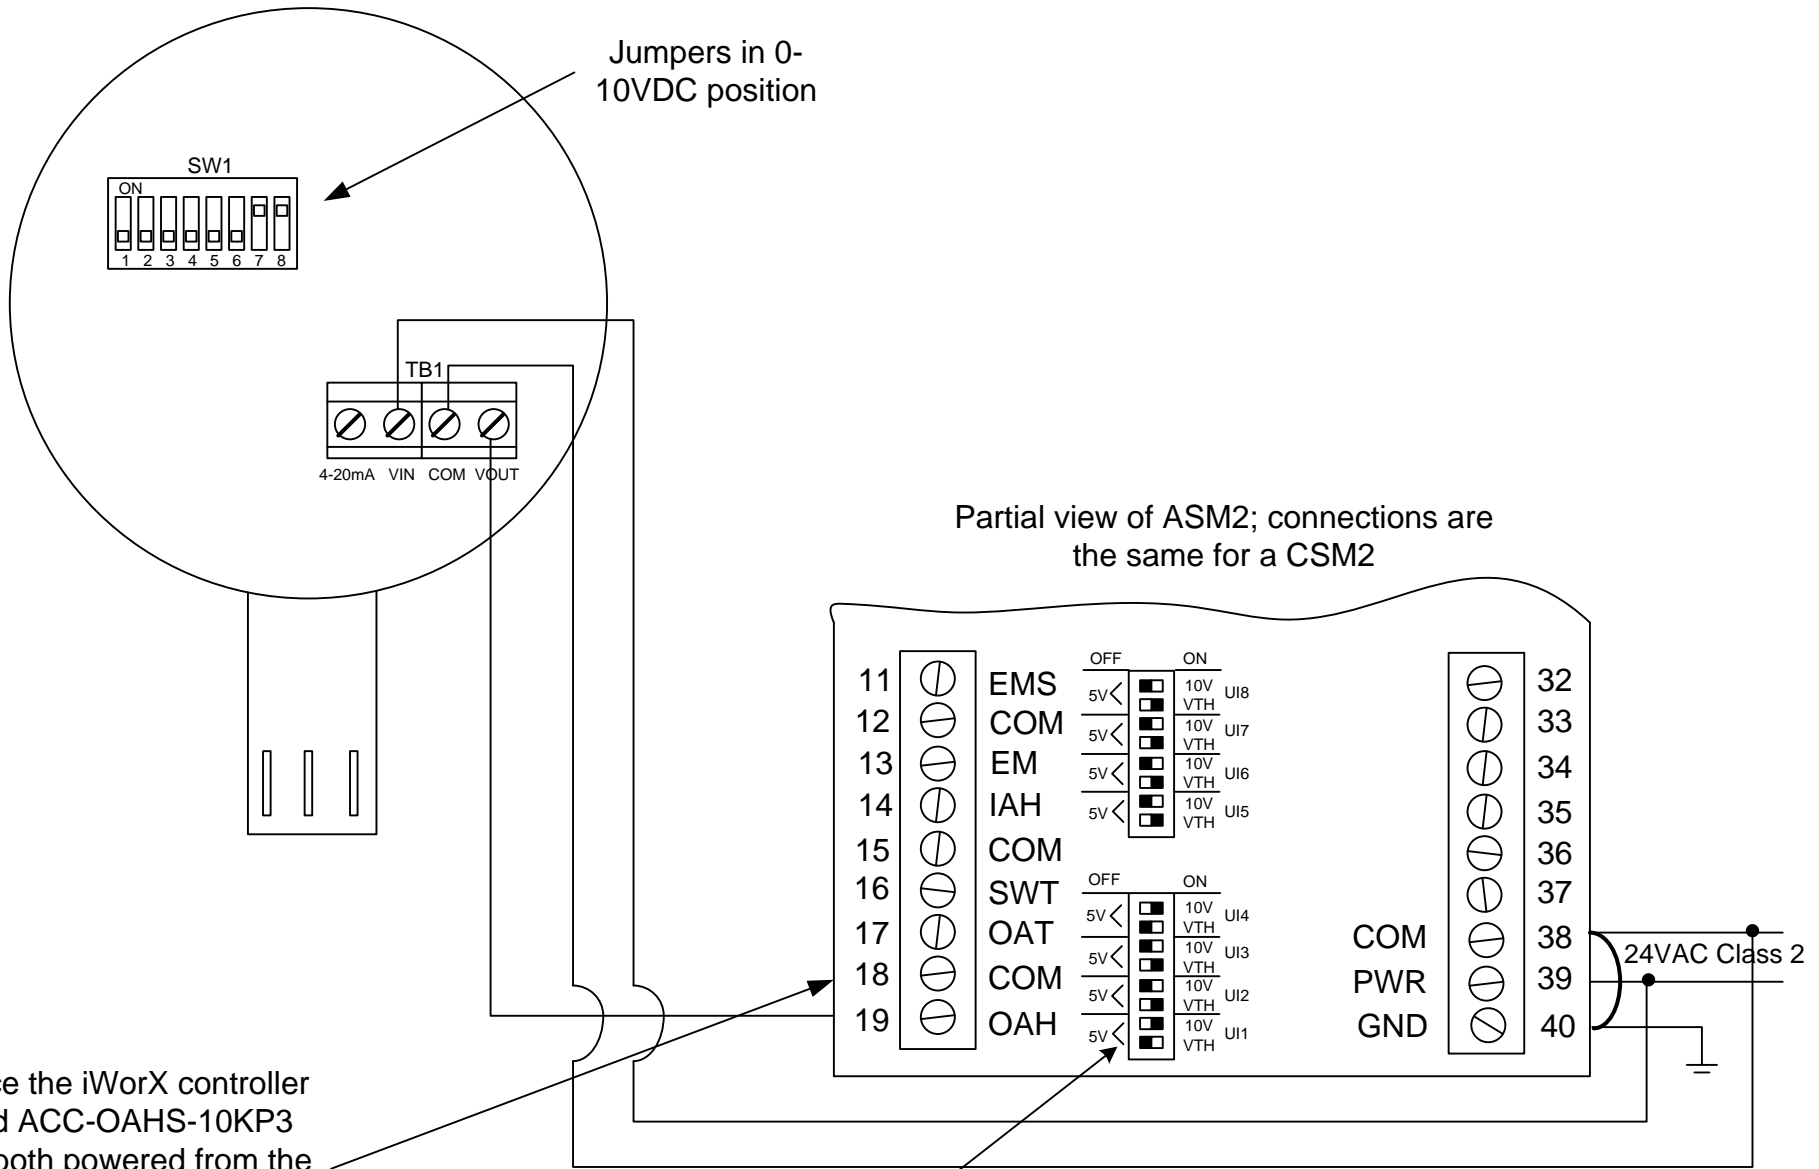 Jumpers in 0-
10VDC position
SW1
ON
1 2 3 4 5 6 7 8
TB1
4-20mA VIN COM VOUT
Partial view of ASM2; connections are
the same for a CSM2
11 EMS
12 COM
13 EM
14 IAH
15 COM
16 SWT
17 OAT
18 COM
19 OAH
OFF ON
5V 10V UI8
VTH
5V 10V UI7
VTH
5V 10V UI6
VTH
5V 10V UI5
VTH
OFF ON
5V 10V UI4
VTH
5V 10V UI3
VTH
5V 10V UI2
VTH
5V 10V UI1
VTH
32
33
34
35
36
37
COM 38
PWR 39
GND 40
24VAC Class 2
the iWorX controller
ACC-OAHS-10KP3
both powered from the